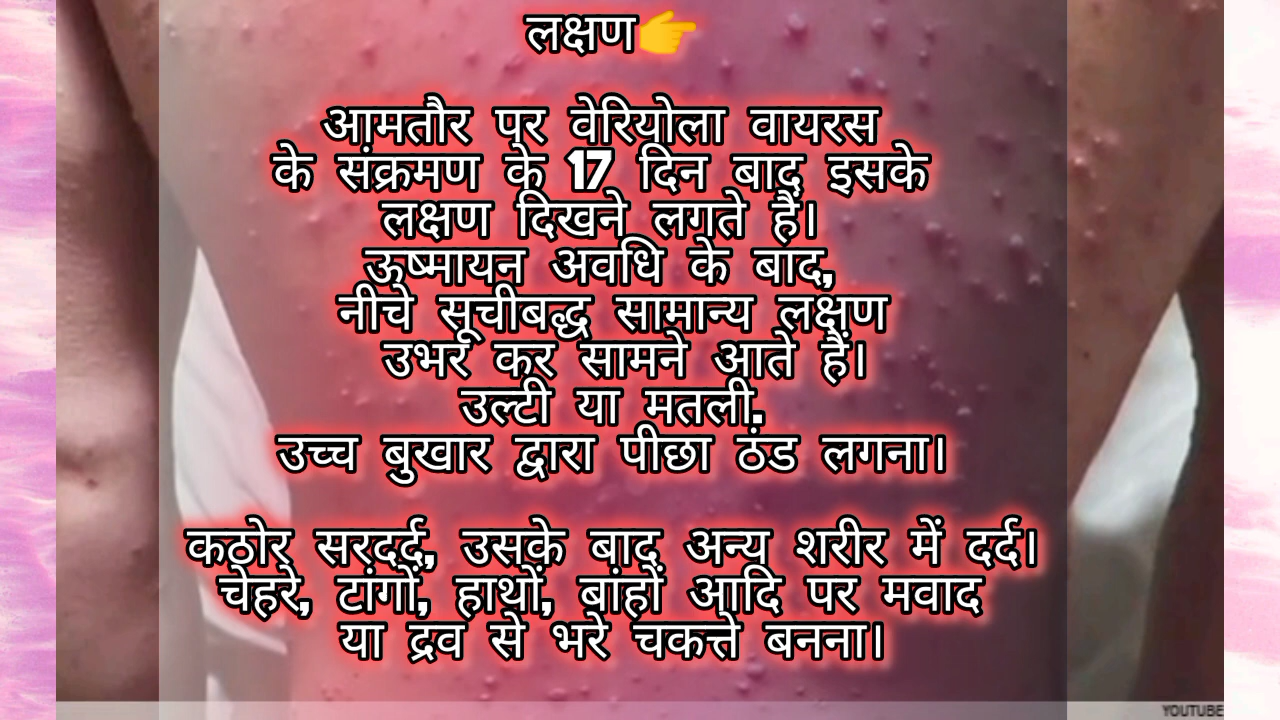 लक्षण👉
आमतौर पर वेरियोला वायरस
के संक्रमण के 17 दिन बाद इसके
लक्षण दिखने लगते हैं।
ऊष्मायन अवधि के बाद,
नीचे सूचीबद्ध सामान्य लक्षण
उभर कर सामने आते हैं।
उल्टी या मतली.
उच्च बुखार द्वारा पीछा ठंड लगना।
कठोर सरदर्द, उसके बाद अन्य शरीर में दर्द।
चेहरे, टांगों, हाथों, बांहों आदि पर मवाद
या द्रव से भरे चकत्ते बनना।
YOUTUBE